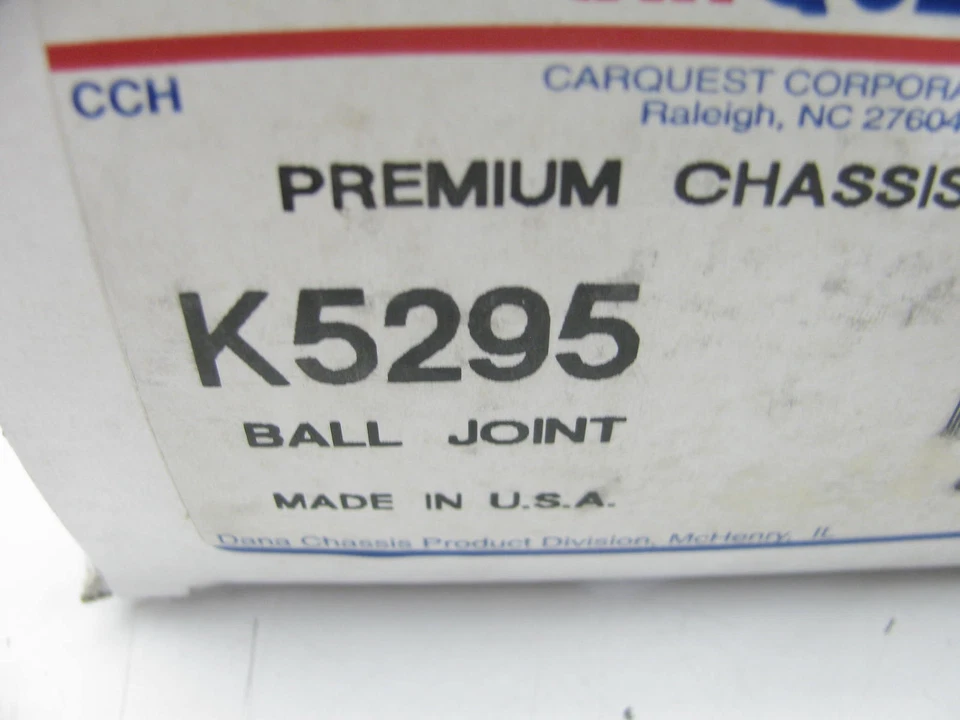 CCH
CARQUEST CORPORA
Raleigh, NC 27604
PREMIUM CHASSIS
K5295
BALL JOINT
MADE IN U.S.A.
Dana Chassis Product Division, McHenry, IL